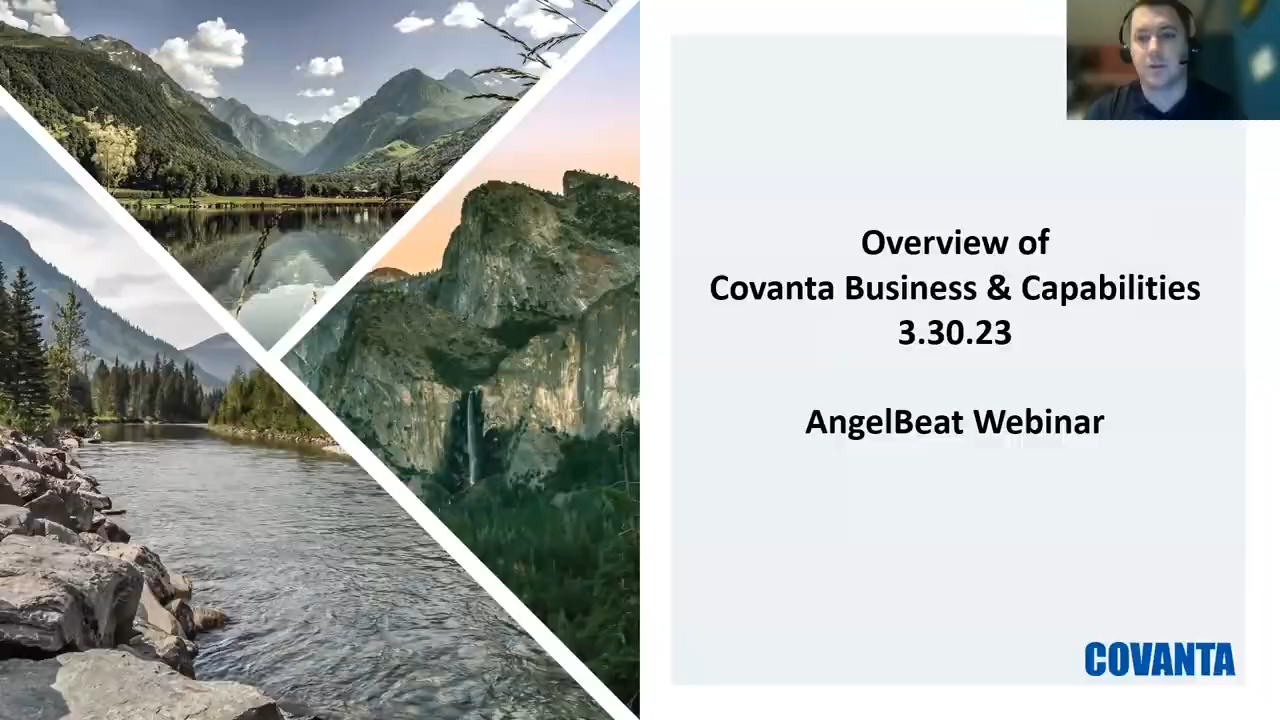 Overview of
Covanta Business & Capabilities
3.30.23
AngelBeat Webinar
COVANTA